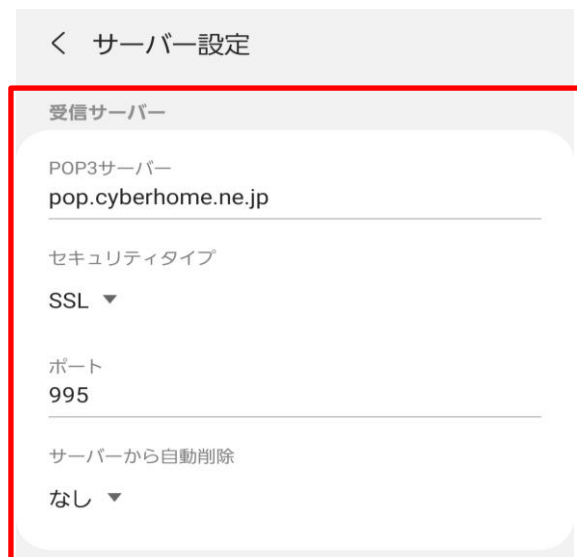 サーバー設定
受信サーバー
POP3サーバー
pop.cyberhome.ne.jp
セキュリティタイプ
SSL
ポート
995
サーバーから自動削除
なし